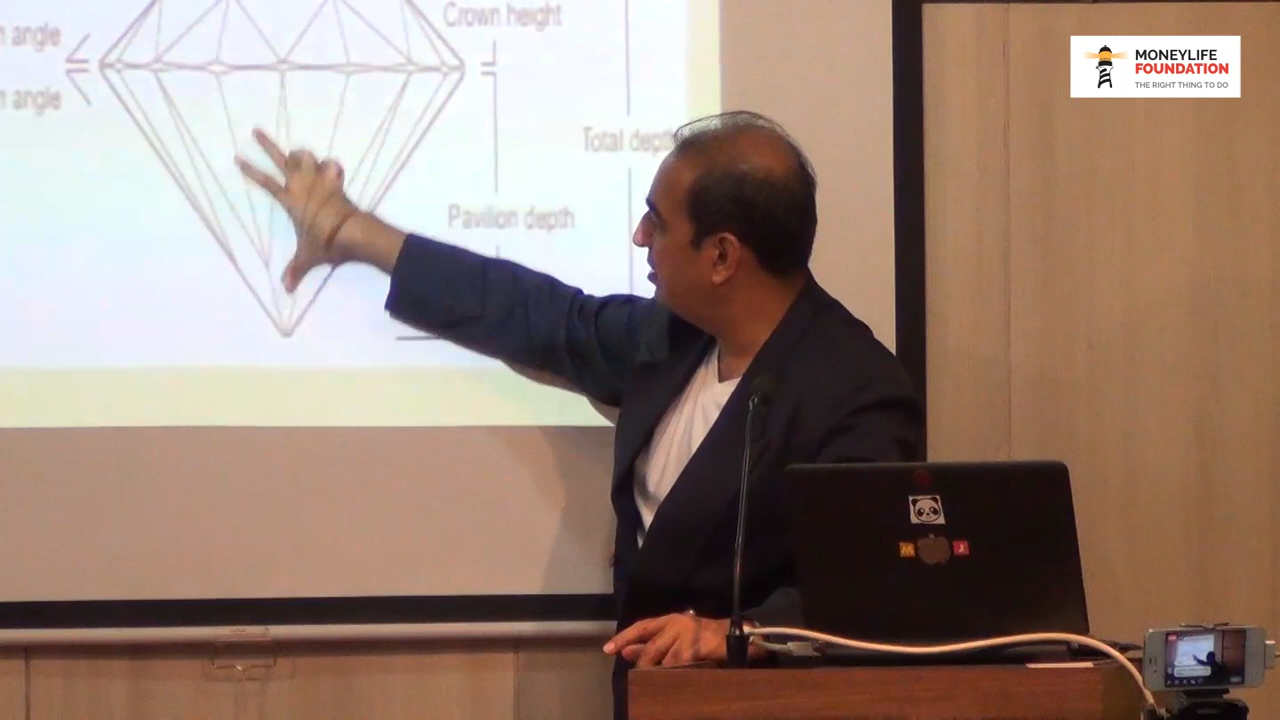 Crown height
angle
angle
Total depth
Pavilion depth
MONEYLIFE
FOUNDATION
THE RIGHT THING TO DO